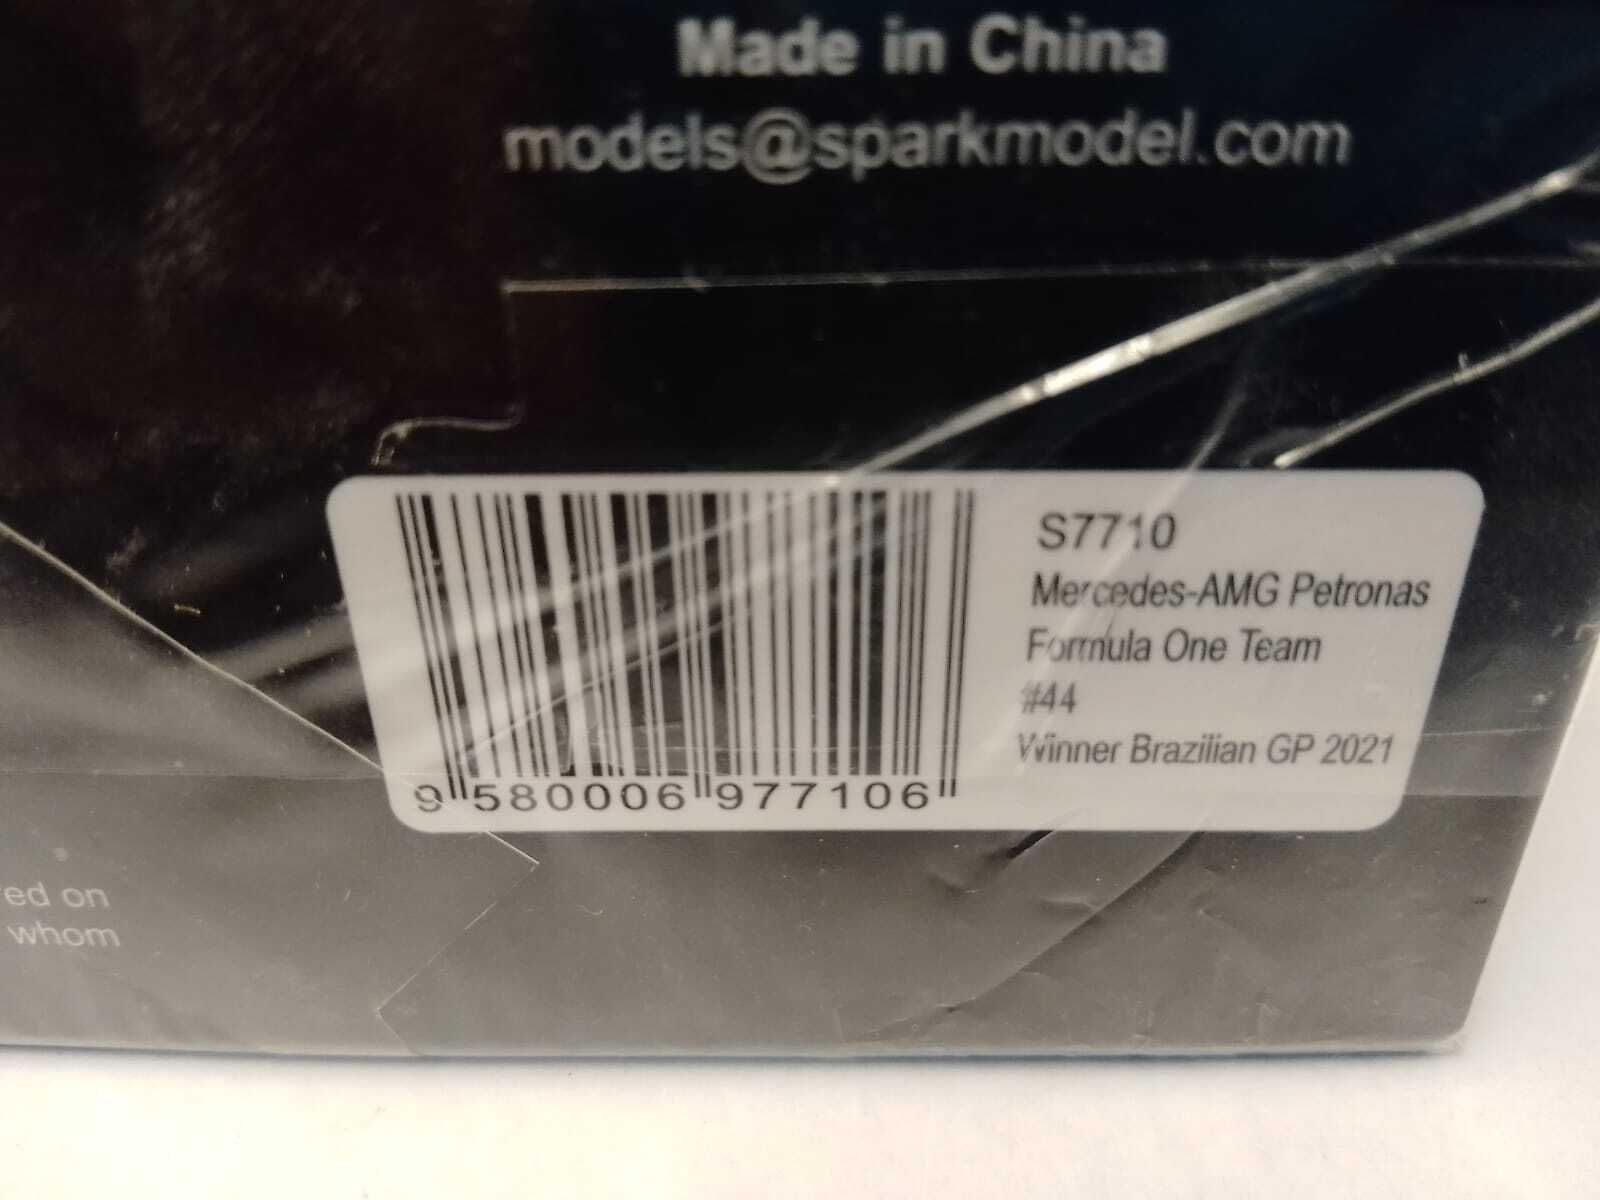 Made in China
models@sparkmodel.com
S7710
Mercedes-AMG Petronas
Formula One Team
#44
Winner Brazilian GP 2021
9 580006 977106
red on
whom